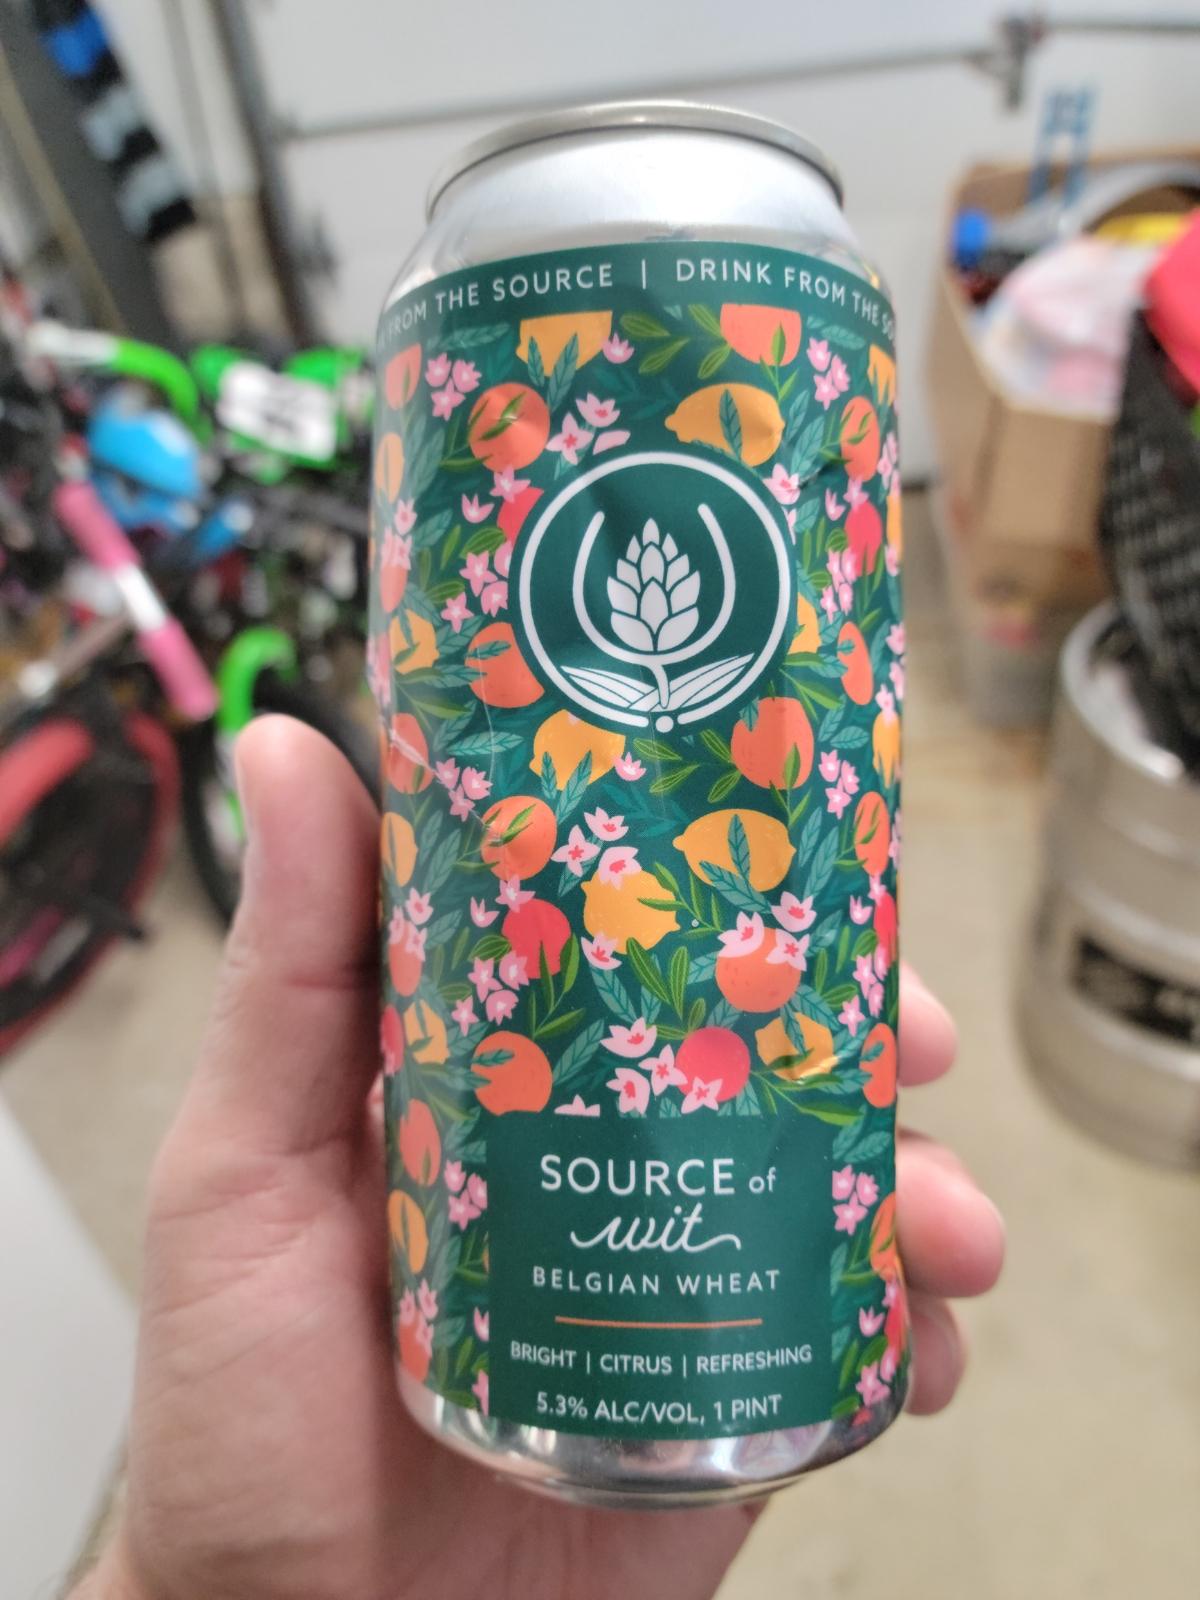 FROM THE SOURCE | DRINK FROM THE
SOURCE of
wit
BELGIAN WHEAT
BRIGHT | CITRUS | REFRESHING
5.3% ALC/VOL, 1 PINT